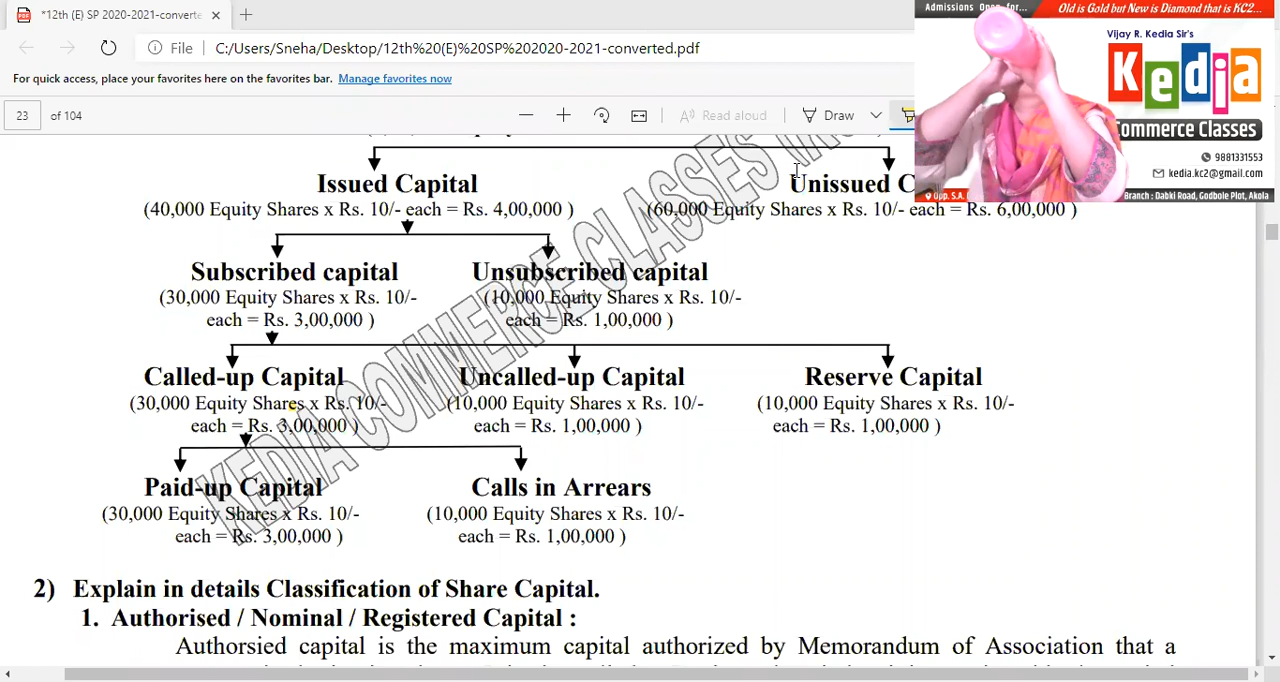 *12th (E) SP 2020-2021-converte
File
C:/Users/Sneha/Desktop/12th%20(E)%20SP%202020-2021-converted.pdf
For quick access, place your favorites here on the favorites bar. Manage favorites now
23 of 104
Read aloud
Draw
Admissions Open for...
Old is Gold but New is Diamond that is KC2...
Vijay R. Kedia Sir's
Kedia
Commerce Classes
9881331553
kedia.kc2@gmail.com
Opp. S.A.
Branch : Dabki Road, Godbole Plot, Akola
Issued Capital
Unissued C
(40,000 Equity Shares x Rs. 10/- each = Rs. 4,00,000 )
(60,000 Equity Shares x Rs. 10/- each = Rs. 6,00,000 )
Subscribed capital
Unsubscribed capital
(30,000 Equity Shares x Rs. 10/-
each = Rs. 3,00,000 )
(10,000 Equity Shares x Rs. 10/-
each = Rs. 1,00,000 )
Called-up Capital
Uncalled-up Capital
Reserve Capital
(30,000 Equity Shares x Rs. 10/-
each = Rs. 3,00,000 )
(10,000 Equity Shares x Rs. 10/-
each = Rs. 1,00,000 )
(10,000 Equity Shares x Rs. 10/-
each = Rs. 1,00,000 )
Paid-up Capital
Calls in Arrears
(30,000 Equity Shares x Rs. 10/-
each = Rs. 3,00,000 )
(10,000 Equity Shares x Rs. 10/-
each = Rs. 1,00,000 )
KEDIA COMMERCE CLASSES
2) Explain in details Classification of Share Capital.
1. Authorised / Nominal / Registered Capital :
Authorsied capital is the maximum capital authorized by Memorandum of Association that a